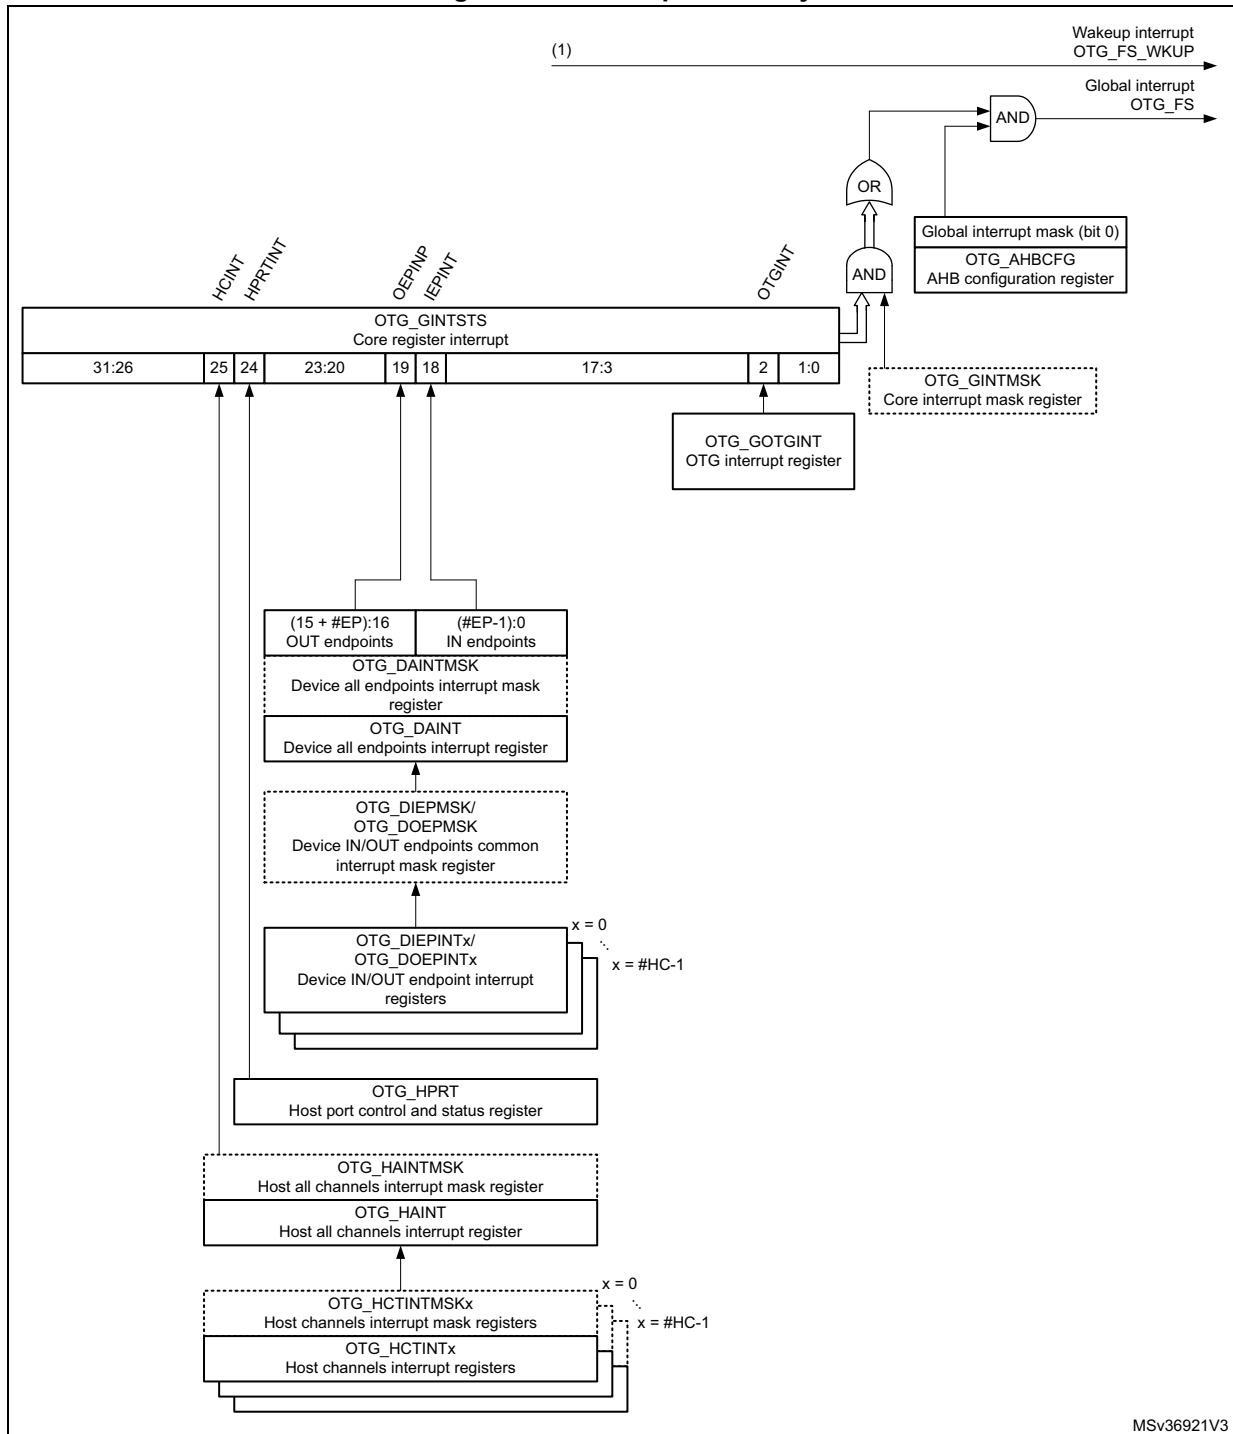 (1)
Wakeup interrupt
OTG_FS_WKUP
Global interrupt
OTG_FS
AND
OR
Global interrupt mask (bit 0)
OTG_AHBCFG
AHB configuration register
AND
HCINT
HPRTINT
OEPINP
IEPINT
OTGINT
OTG_GINTSTS
Core register interrupt
31:26 25 24 23:20 19 18 17:3 2 1:0
OTG_GINTMSK
Core interrupt mask register
OTG_GOTGINT
OTG interrupt register
(15 + #EP):16
OUT endpoints
(#EP-1):0
IN endpoints
OTG_DAINTMSK
Device all endpoints interrupt mask
register
OTG_DAINT
Device all endpoints interrupt register
OTG_DIEPMSK/
OTG_DOEPMSK
Device IN/OUT endpoints common
interrupt mask register
OTG_DIEPINTx/
OTG_DOEPINTx
Device IN/OUT endpoint interrupt
registers
x = 0
x = #HC-1
OTG_HPRT
Host port control and status register
OTG_HAINTMSK
Host all channels interrupt mask register
OTG_HAINT
Host all channels interrupt register
OTG_HCTINTMSKx
Host channels interrupt mask registers
OTG_HCTINTx
Host channels interrupt registers
x = 0
x = #HC-1
MSv36921V3